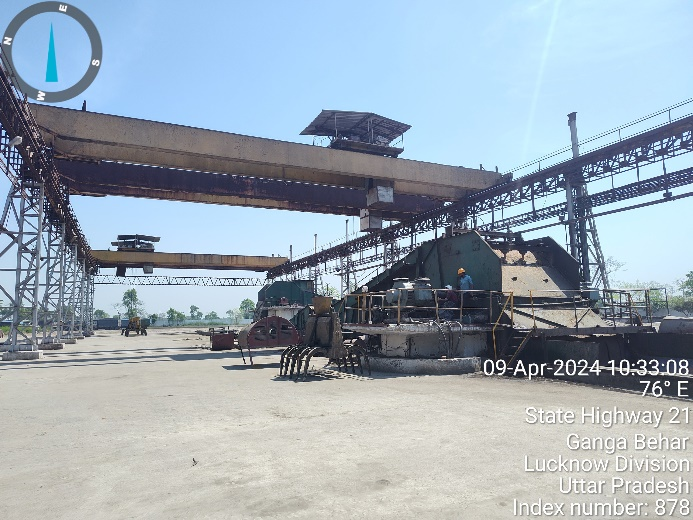 N
E
S
W
09-Apr-2024 10:33:08
76° E
State Highway 21
Ganga Behar
Lucknow Division
Uttar Pradesh
Index number: 878